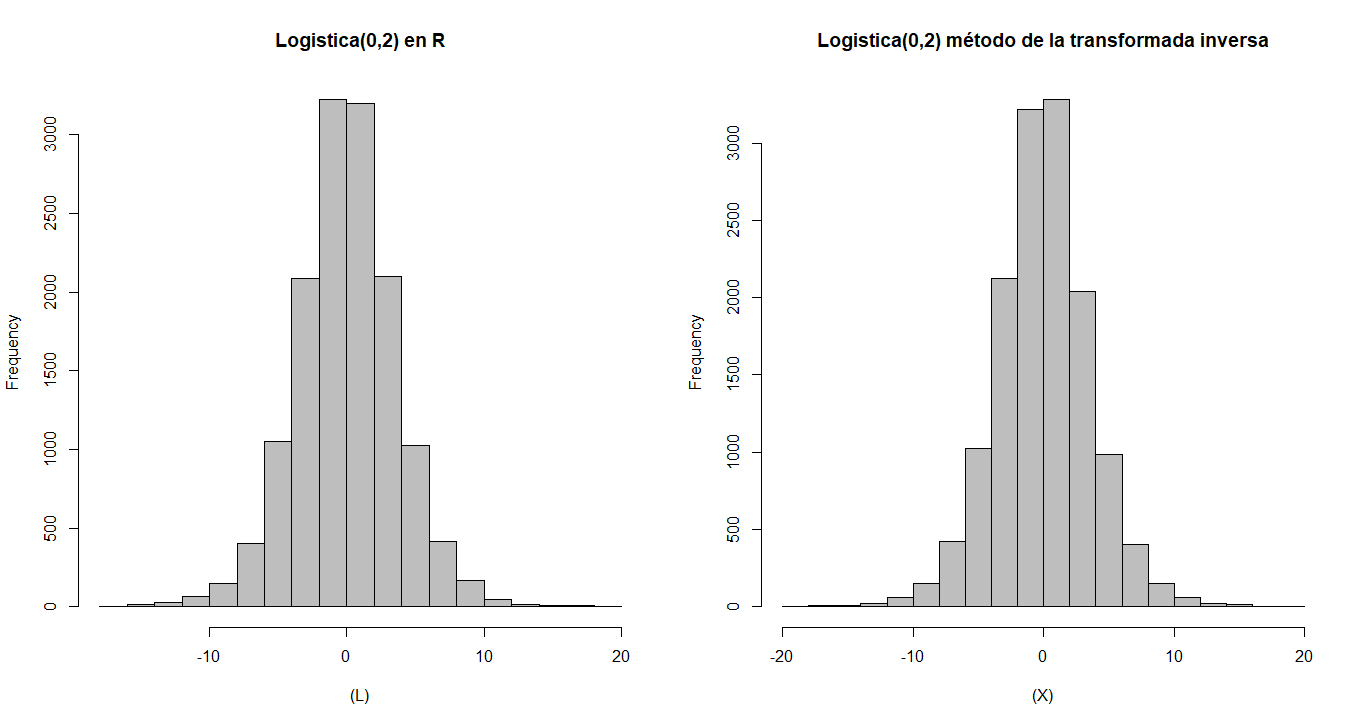 Logistica(0,2) en R
Frequency
3000
2500
2000
1500
1000
500
0
-10 0 10 20
(L)
Logistica(0,2) método de la transformada inversa
Frequency
3000
2500
2000
1500
1000
500
0
-20 -10 0 10 20
(X)